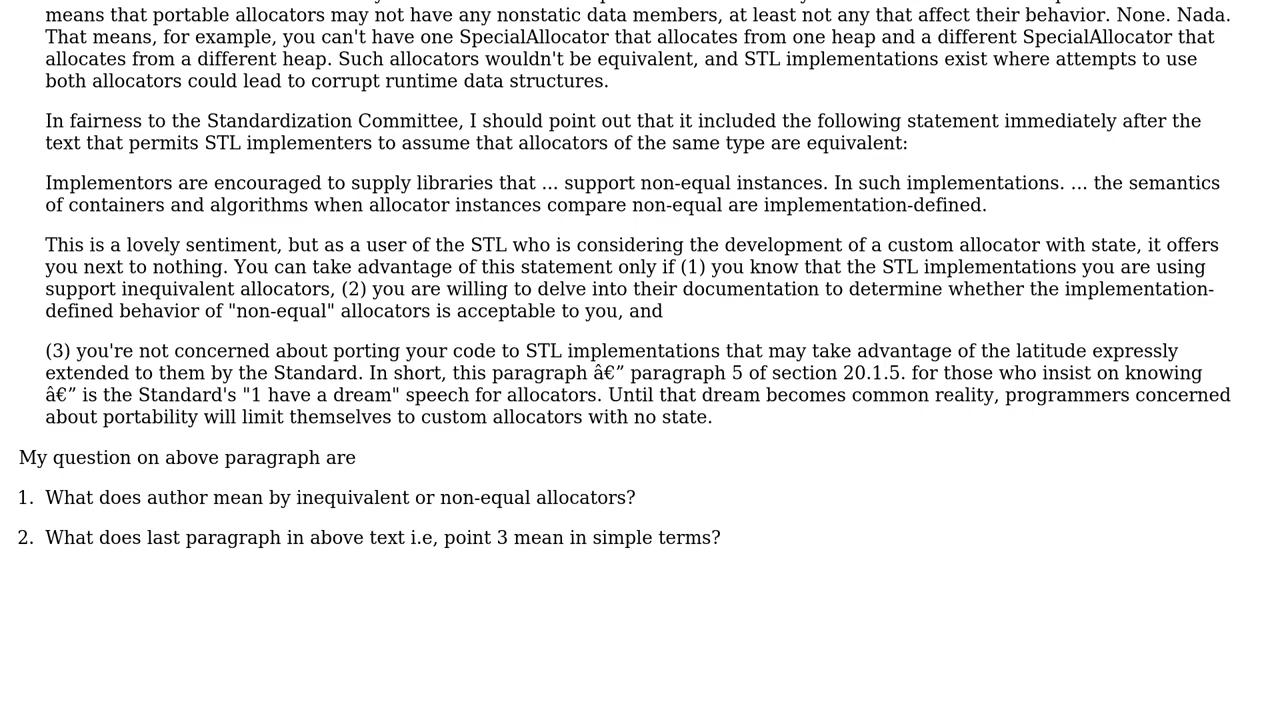 means that portable allocators may not have any nonstatic data members, at least not any that affect their behavior. None. Nada.
That means, for example, you can't have one SpecialAllocator that allocates from one heap and a different SpecialAllocator that
allocates from a different heap. Such allocators wouldn't be equivalent, and STL implementations exist where attempts to use
both allocators could lead to corrupt runtime data structures.
In fairness to the Standardization Committee, I should point out that it included the following statement immediately after the
text that permits STL implementers to assume that allocators of the same type are equivalent:
Implementors are encouraged to supply libraries that ... support non-equal instances. In such implementations. ... the semantics
of containers and algorithms when allocator instances compare non-equal are implementation-defined.
This is a lovely sentiment, but as a user of the STL who is considering the development of a custom allocator with state, it offers
you next to nothing. You can take advantage of this statement only if (1) you know that the STL implementations you are using
support inequivalent allocators, (2) you are willing to delve into their documentation to determine whether the implementation-
defined behavior of "non-equal" allocators is acceptable to you, and
(3) you're not concerned about porting your code to STL implementations that may take advantage of the latitude expressly
extended to them by the Standard. In short, this paragraph â€” paragraph 5 of section 20.1.5. for those who insist on knowing
â€” is the Standard's "1 have a dream" speech for allocators. Until that dream becomes common reality, programmers concerned
about portability will limit themselves to custom allocators with no state.
My question on above paragraph are
1. What does author mean by inequivalent or non-equal allocators?
2. What does last paragraph in above text i.e, point 3 mean in simple terms?